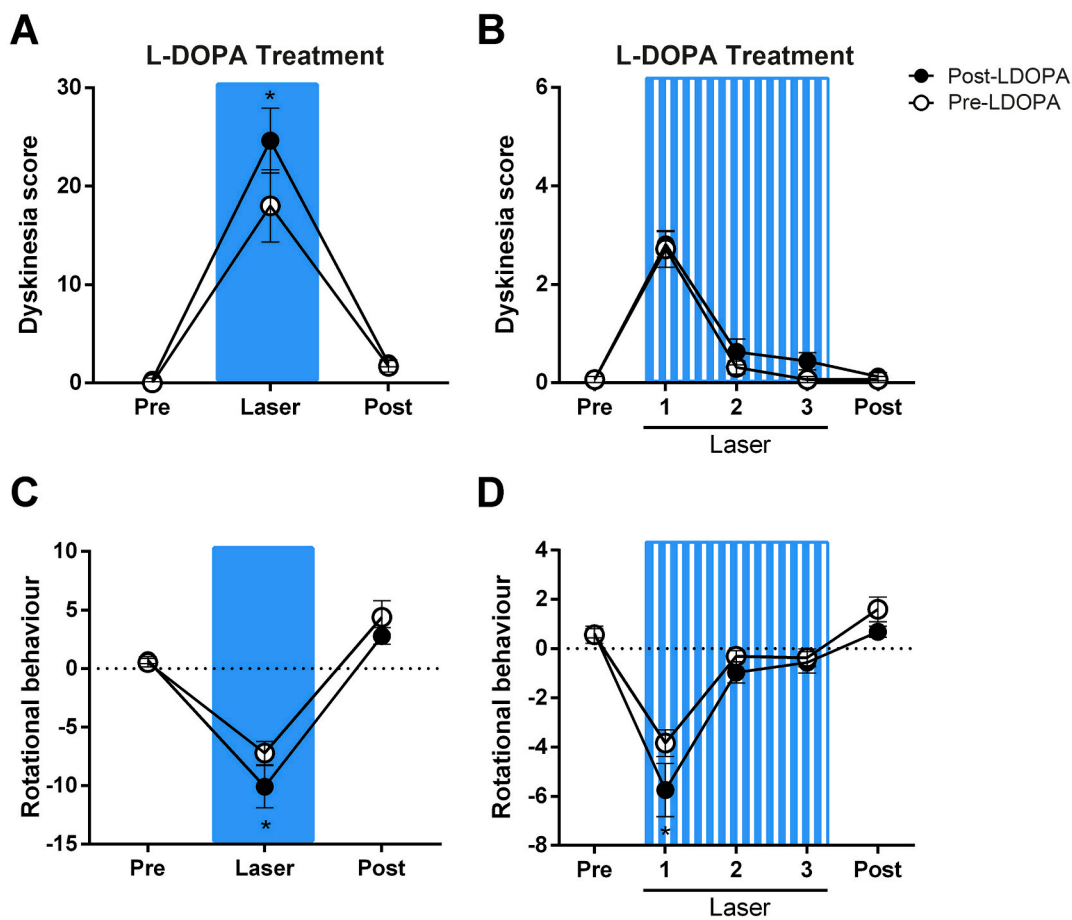 A
L-DOPA Treatment
Dyskinesia score
30
20
10
0
*
Pre
Laser
Post
B
L-DOPA Treatment
Dyskinesia score
6
4
2
0
Pre
1
2
3
Post
Laser
Post-LDOPA
Pre-LDOPA
C
Rotational behaviour
10
5
0
-5
-10
-15
*
Pre
Laser
Post
D
Rotational behaviour
4
2
0
-2
-4
-6
-8
*
Pre
1
2
3
Post
Laser